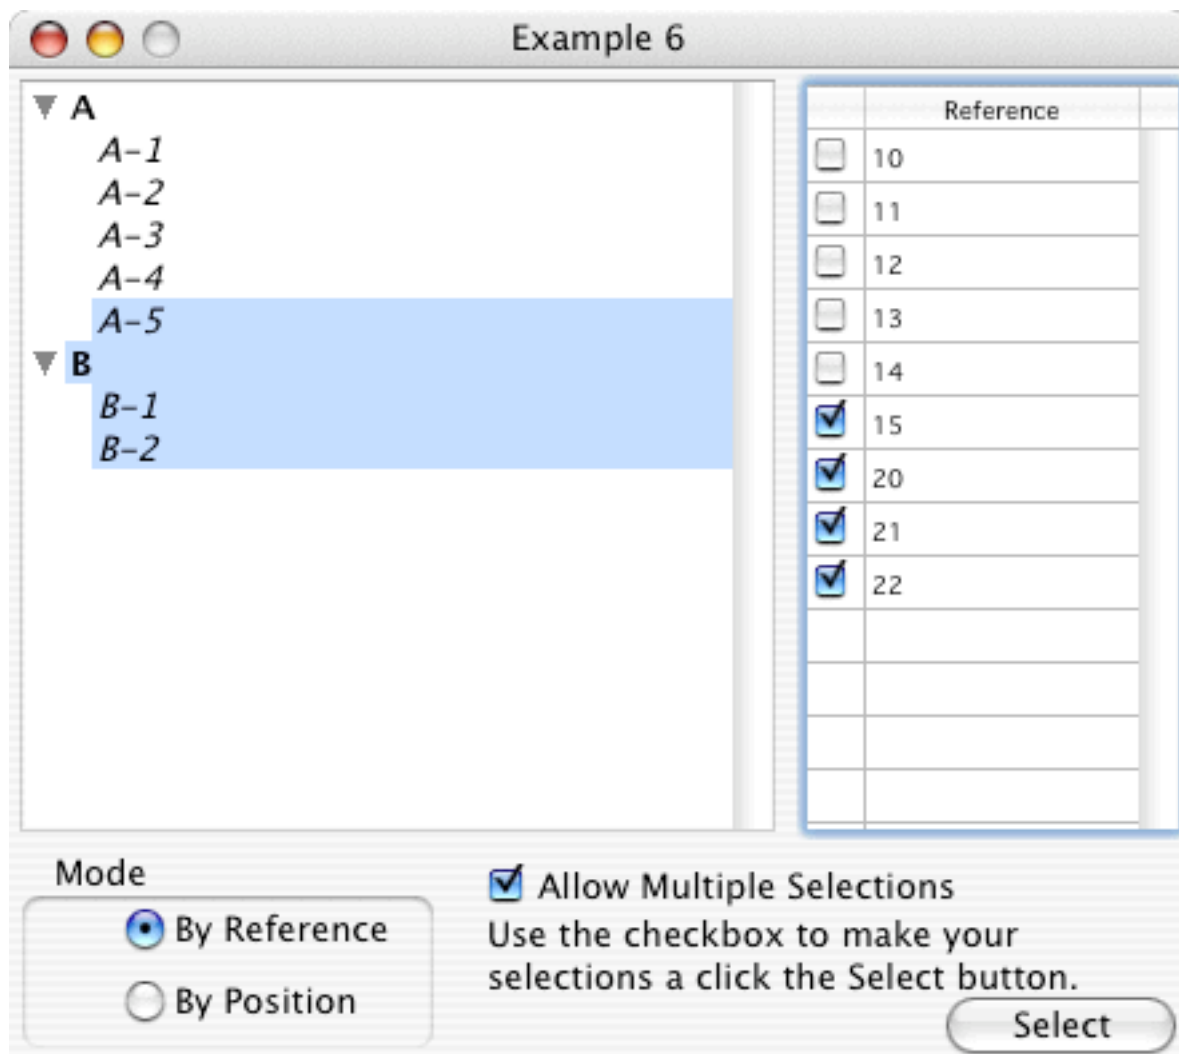 Example 6
A
A-1
A-2
A-3
A-4
A-5
B
B-1
B-2
Reference
10
11
12
13
14
15
20
21
22
Mode
By Reference
By Position
Allow Multiple Selections
Use the checkbox to make your
selections a click the Select button.
Select